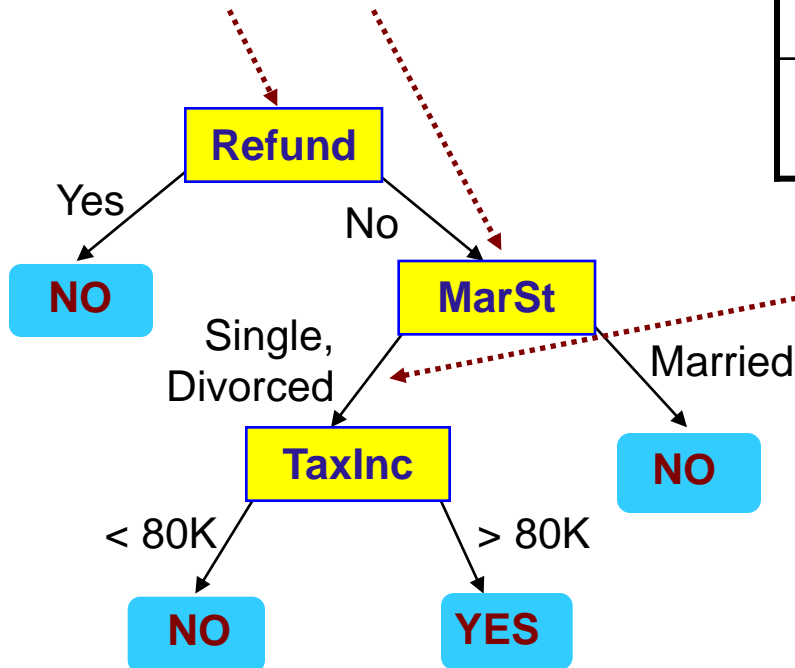 Refund
Yes
No
NO
MarSt
Single,
Divorced
Married
TaxInc
NO
< 80K
> 80K
NO
YES